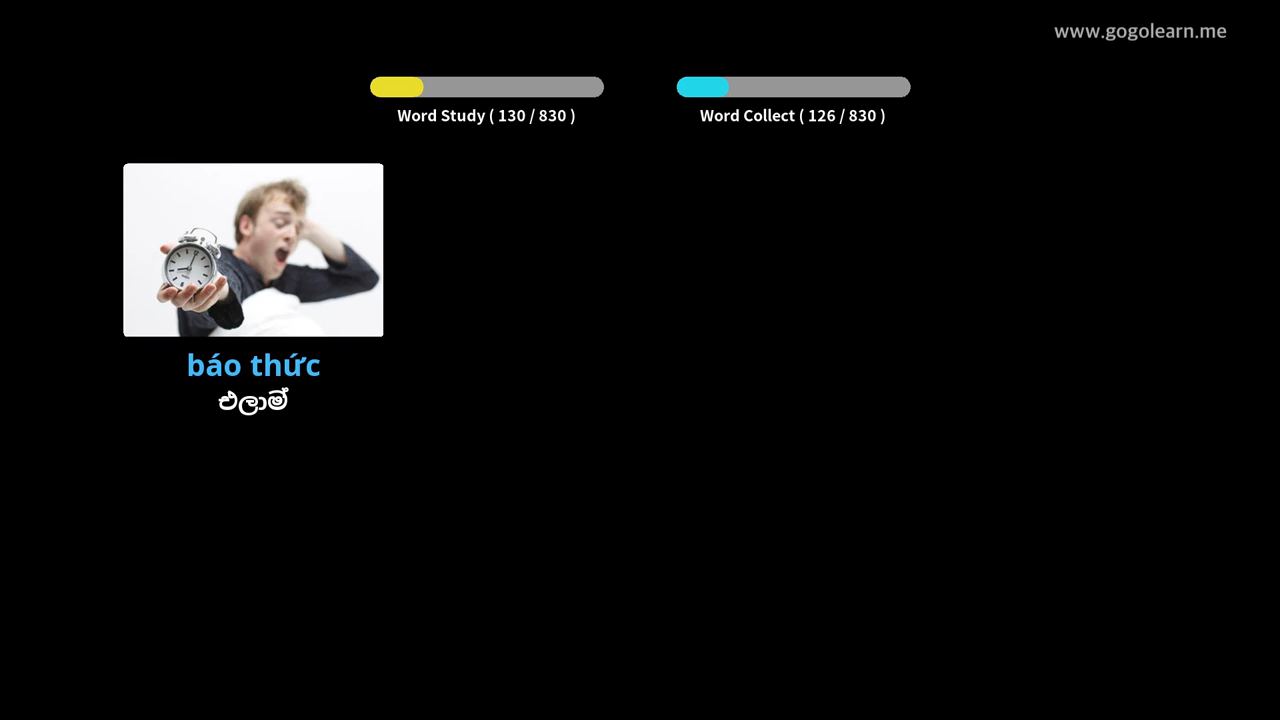 www.gogolearn.me
Word Study ( 130 / 830 )
Word Collect ( 126 / 830 )
báo thức
එලාම්